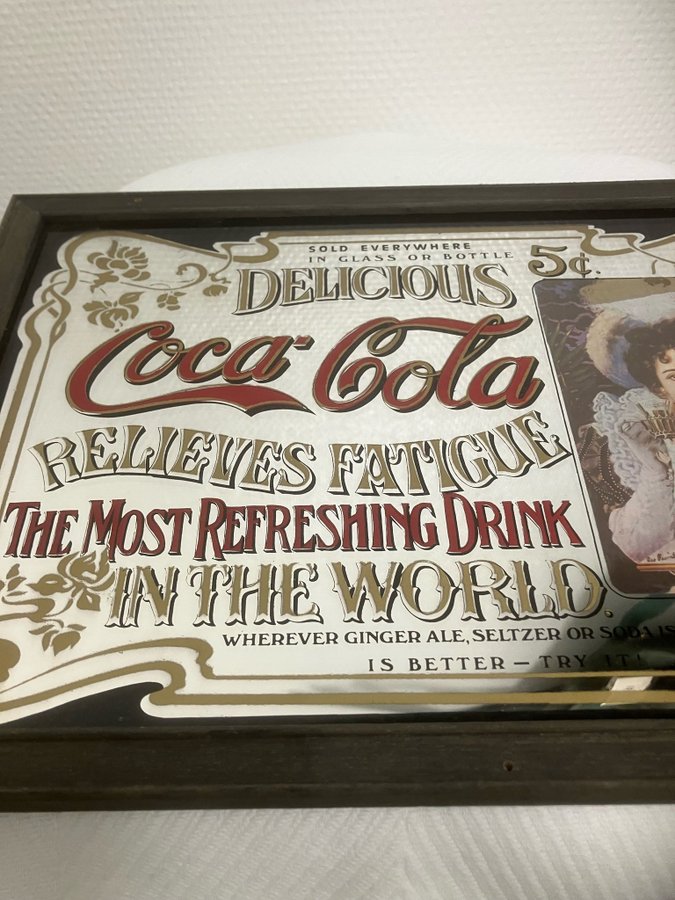 SOLD EVERYWHERE
IN GLASS OR BOTTLE
5¢.
DELICIOUS
Coca-Cola
RELIEVES FATIGUE
THE MOST REFRESHING DRINK
IN THE WORLD.
WHEREVER GINGER ALE, SELTZER OR SODA IS
IS BETTER — TRY IT!